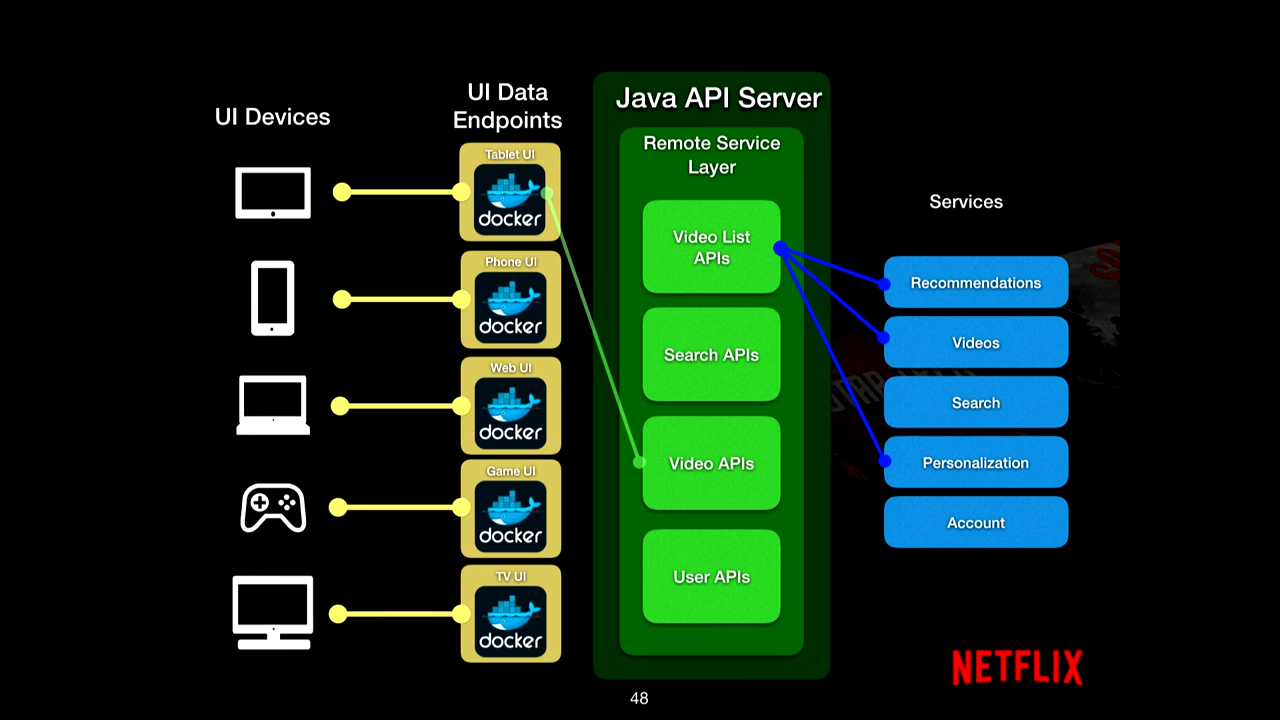 UI Devices
UI Data
Endpoints
Tablet UI
docker
Phone UI
docker
Web UI
docker
Game UI
docker
TV UI
docker
Java API Server
Remote Service
Layer
Video List
APIs
Search APIs
Video APIs
User APIs
Services
Recommendations
Videos
Search
Personalization
Account
NETFLIX
48